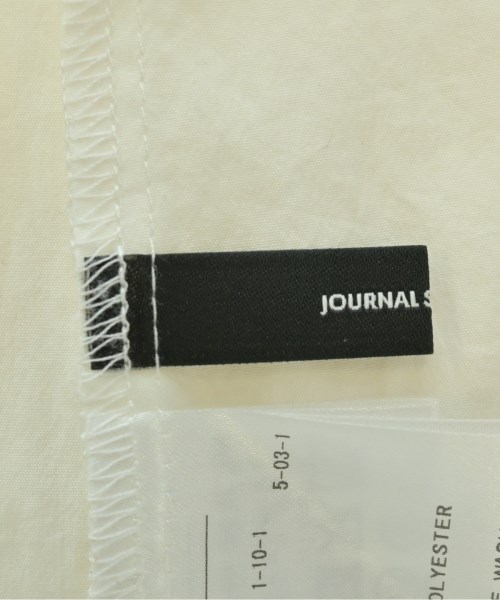 JOURNAL S
5-03-1
1-10-1
OLYESTER